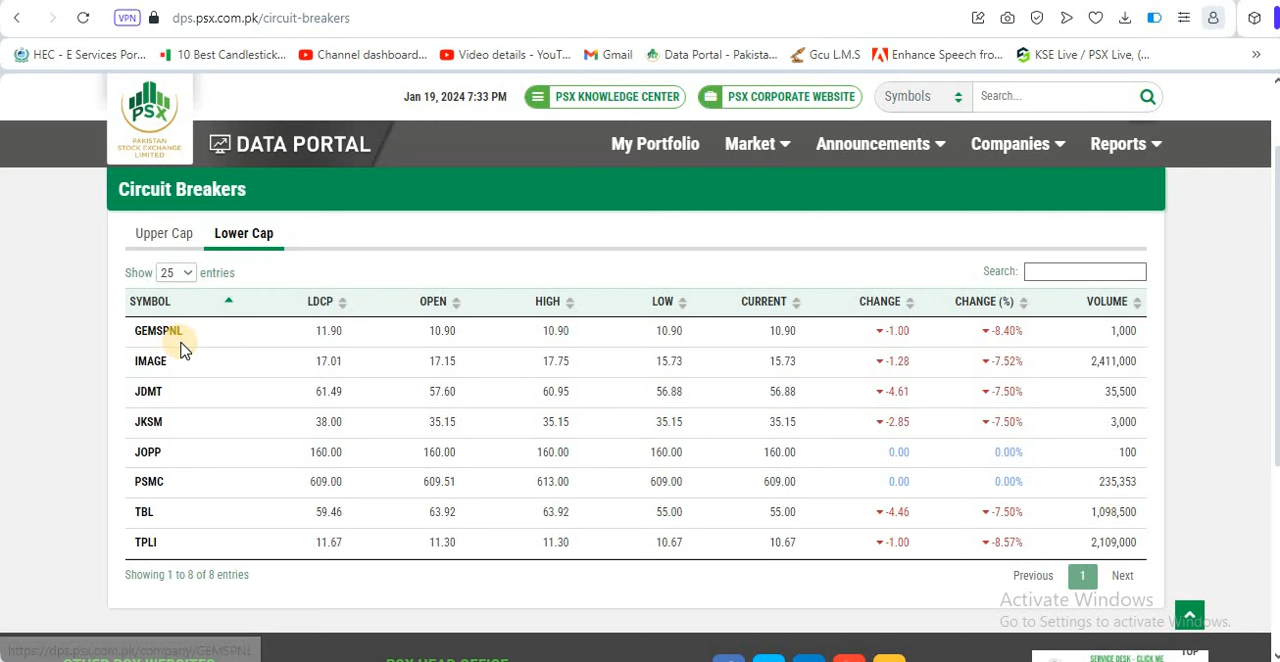 VPN dps.psx.com.pk/circuit-breakers
HEC - E Services Por... 10 Best Candlestick... Channel dashboard... Video details - YouT... Gmail Data Portal - Pakista... Gcu L.M.S Enhance Speech fro... KSE Live / PSX Live, (... »
PSX
PAKISTAN
STOCK EXCHANGE
LIMITED
Jan 19, 2024 7:33 PM PSX KNOWLEDGE CENTER PSX CORPORATE WEBSITE Symbols Search...
DATA PORTAL My Portfolio Market Announcements Companies Reports
Circuit Breakers
Upper Cap Lower Cap
Show 25 entries Search:
SYMBOL LDCP OPEN HIGH LOW CURRENT CHANGE CHANGE (%) VOLUME
GEMSPNL 11.90 10.90 10.90 10.90 10.90 -1.00 -8.40% 1,000
IMAGE 17.01 17.15 17.75 15.73 15.73 -1.28 -7.52% 2,411,000
JDMT 61.49 57.60 60.95 56.88 56.88 -4.61 -7.50% 35,500
JKSM 38.00 35.15 35.15 35.15 35.15 -2.85 -7.50% 3,000
JOPP 160.00 160.00 160.00 160.00 160.00 0.00 0.00% 100
PSMC 609.00 609.51 613.00 609.00 609.00 0.00 0.00% 235,353
TBL 59.46 63.92 63.92 55.00 55.00 -4.46 -7.50% 1,098,500
TPLI 11.67 11.30 11.30 10.67 10.67 -1.00 -8.57% 2,109,000
Showing 1 to 8 of 8 entries Previous 1 Next
Activate Windows
Go to Settings to activate Windows.
https://dps.psx.com.pk/company/GEMSPNL
TOP
OTHER PSX WEBSITES PSX HEAD OFFICE SERVICE DESK - CLICK ME